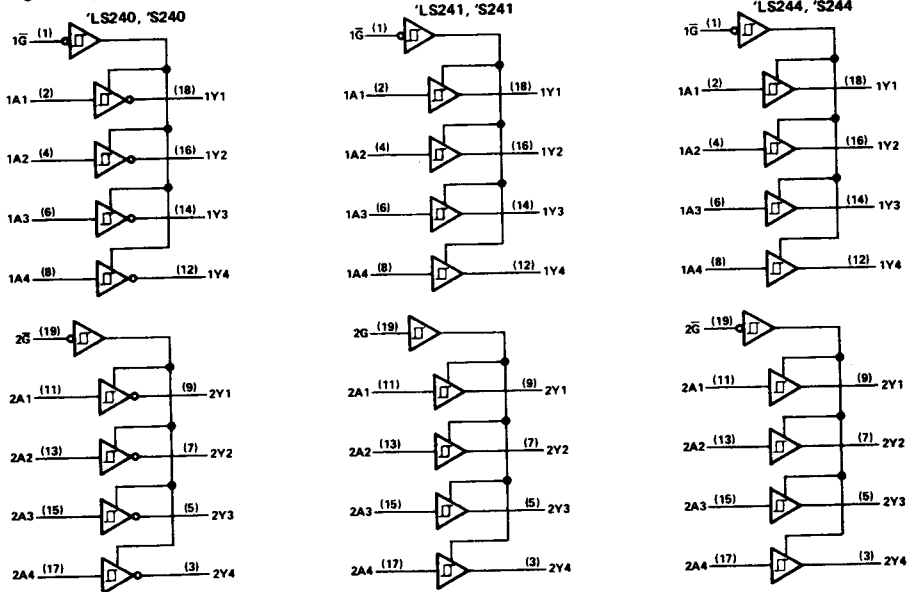 'LS240, 'S240
1G̅ (1)
1A1 (2) (18) 1Y1
1A2 (4) (16) 1Y2
1A3 (6) (14) 1Y3
1A4 (8) (12) 1Y4
2G̅ (19)
2A1 (11) (9) 2Y1
2A2 (13) (7) 2Y2
2A3 (15) (5) 2Y3
2A4 (17) (3) 2Y4
'LS241, 'S241
1G̅ (1)
1A1 (2) (18) 1Y1
1A2 (4) (16) 1Y2
1A3 (6) (14) 1Y3
1A4 (8) (12) 1Y4
2G (19)
2A1 (11) (9) 2Y1
2A2 (13) (7) 2Y2
2A3 (15) (5) 2Y3
2A4 (17) (3) 2Y4
'LS244, 'S244
1G̅ (1)
1A1 (2) (18) 1Y1
1A2 (4) (16) 1Y2
1A3 (6) (14) 1Y3
1A4 (8) (12) 1Y4
2G̅ (19)
2A1 (11) (9) 2Y1
2A2 (13) (7) 2Y2
2A3 (15) (5) 2Y3
2A4 (17) (3) 2Y4